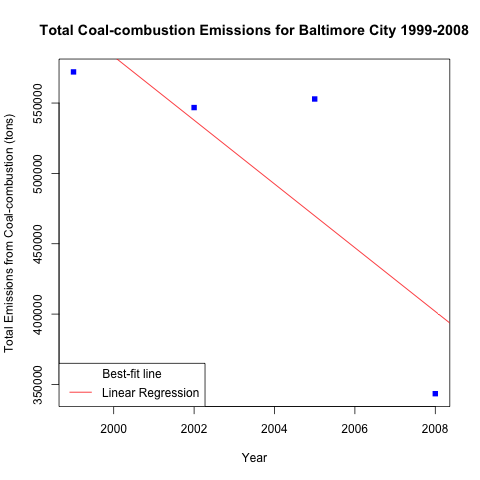 Total Coal-combustion Emissions for Baltimore City 1999-2008
Total Emissions from Coal-combustion (tons)
550000
500000
450000
400000
350000
Best-fit line
Linear Regression
2000 2002 2004 2006 2008
Year